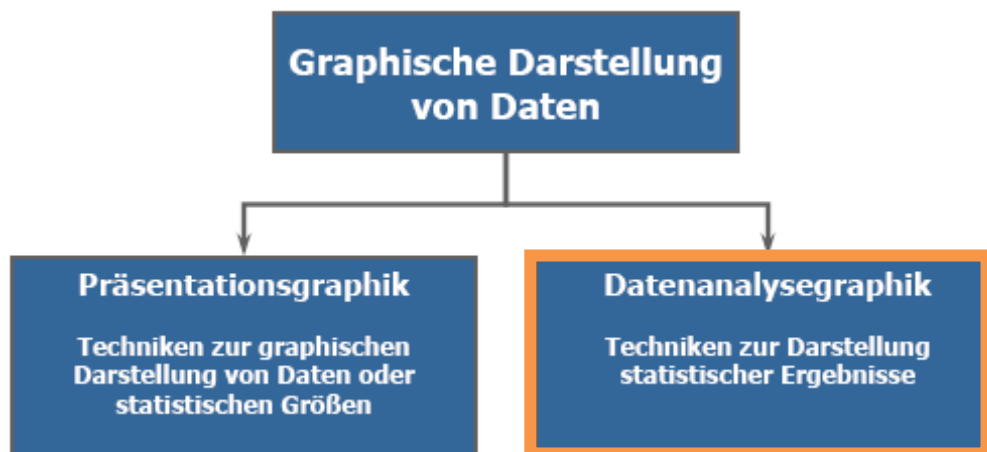 Graphische Darstellung
von Daten
Präsentationsgraphik
Techniken zur graphischen
Darstellung von Daten oder
statistischen Größen
Datenanalysegraphik
Techniken zur Darstellung
statistischer Ergebnisse